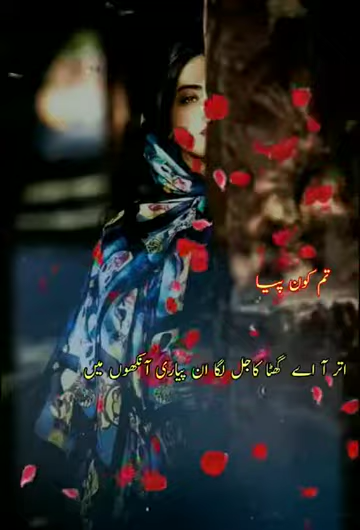 تم کون پیا
اتر آ اے گھٹا کاجل لگا ان پیاری آنکھوں میں